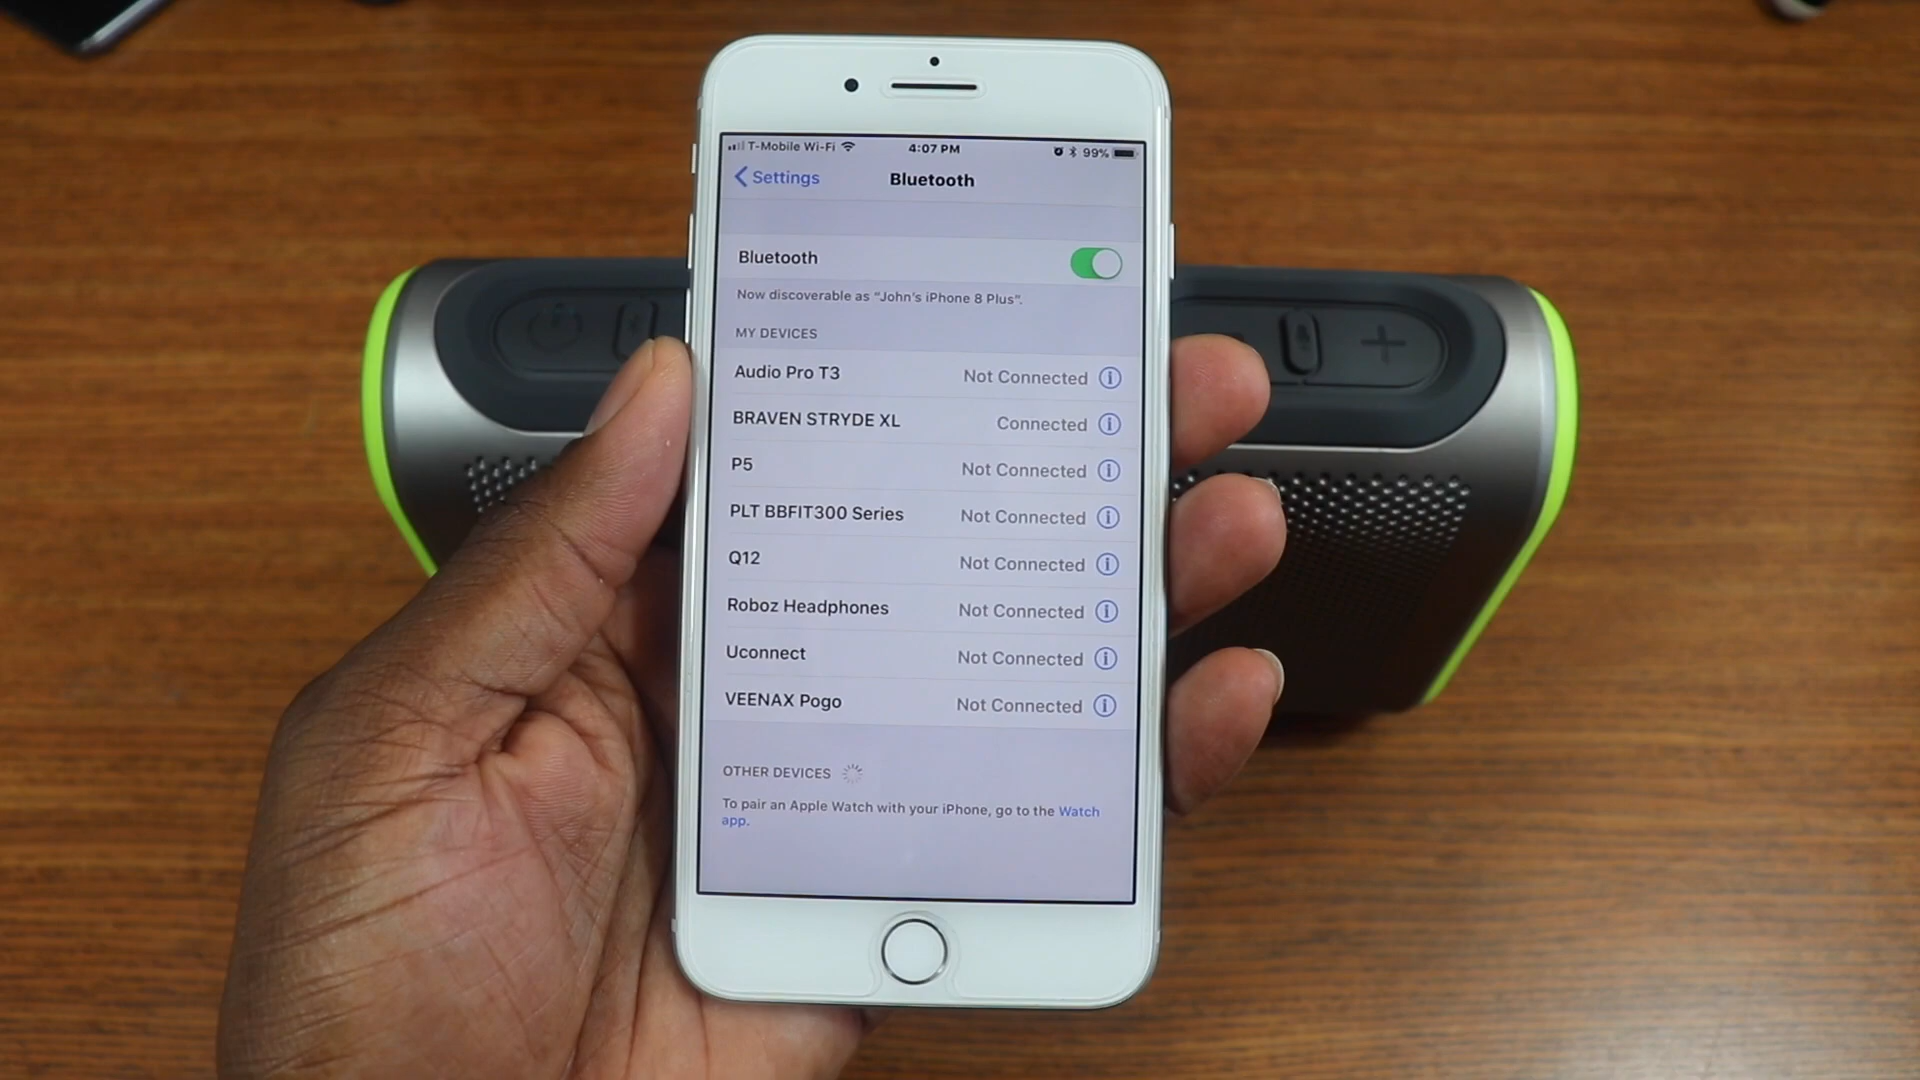 T-Mobile Wi-Fi 4:07 PM 99%
Settings Bluetooth
Bluetooth
Now discoverable as “John’s iPhone 8 Plus”.
MY DEVICES
Audio Pro T3 Not Connected
BRAVEN STRYDE XL Connected
P5 Not Connected
PLT BBFIT300 Series Not Connected
Q12 Not Connected
Roboz Headphones Not Connected
Uconnect Not Connected
VEENAX Pogo Not Connected
OTHER DEVICES
To pair an Apple Watch with your iPhone, go to the Watch
app.